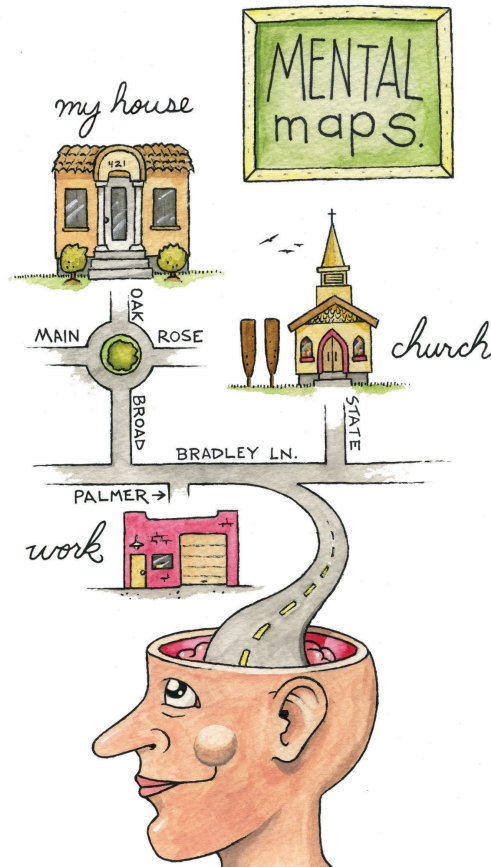 MENTAL
maps.
my house
421
OAK
MAIN
ROSE
church
BROAD
STATE
BRADLEY LN.
PALMER→
work